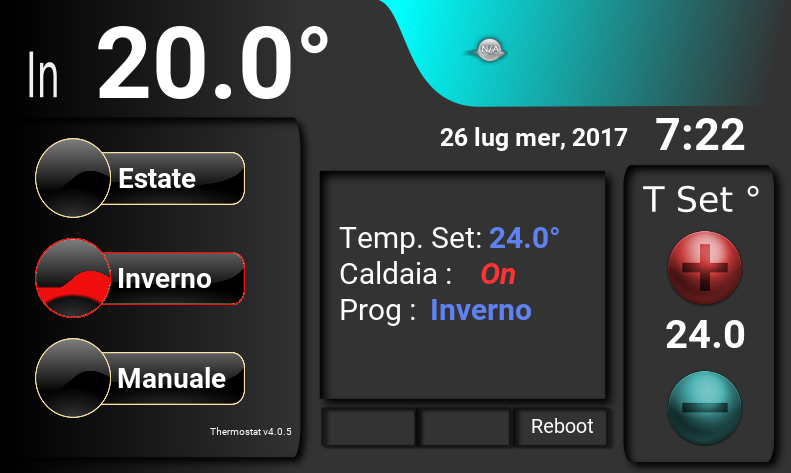 In 20.0°
N/A
26 lug mer, 2017 7:22
Estate
Inverno
Manuale
Thermostat v4.0.5
Temp. Set: 24.0°
Caldaia : On
Prog : Inverno
Reboot
T Set °
+
24.0
-